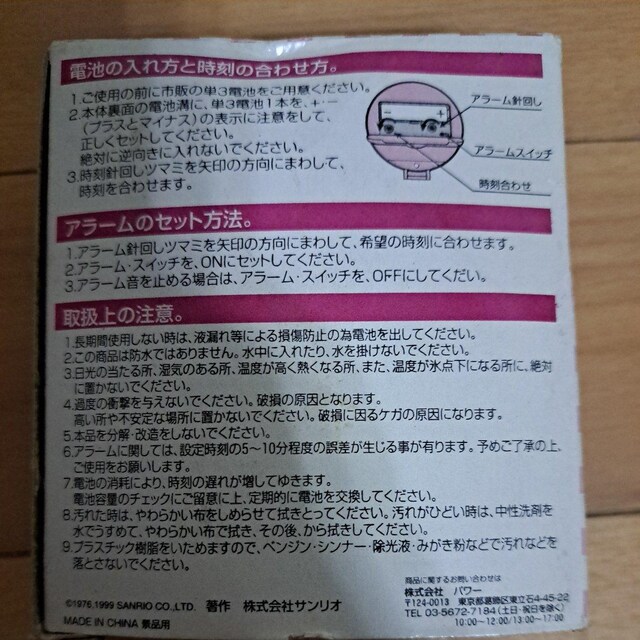 電池の入れ方と時刻の合わせ方。
1.ご使用の前に市販の単3電池をご用意ください。
2.本体裏面の電池溝に、単3電池1本を、+・−
(プラスとマイナス)の表示に注意をして、
正しくセットしてください。
絶対に逆向きに入れないでください。
3.時刻針回しツマミを矢印の方向にまわして、
時刻を合わせます。
アラーム針回し
アラームスイッチ
時刻合わせ
アラームのセット方法。
1.アラーム針回しツマミを矢印の方向にまわして、希望の時刻に合わせます。
2.アラーム・スイッチを、ONにセットしてください。
3.アラーム音を止める場合は、アラーム・スイッチを、OFFにしてくだい。
取扱上の注意。
1.長期間使用しない時は、液漏れ等による損傷防止の為電池を出してください。
2.この商品は防水ではありません。水中に入れたり、水を掛けないでください。
3.日光の当たる所、湿気のある所、温度が高く熱くなる所、また、温度が氷点下になる所に、絶対
に置かないでください。
4.過度の衝撃を与えないでください。破損の原因となります。
高い所や不安定な場所に置かないでください。破損に因るケガの原因になります。
5.本品を分解・改造をしないでください。
6.アラームに関しては、設定時刻の5〜10分程度の誤差が生じる事が有ります。予めご了承の上、
ご使用をお願いします。
7.電池の消耗により、時刻の遅れが増してゆきます。
電池容量のチェックにご留意に上、定期的に電池を交換してください。
8.汚れた時は、やわらかい布をしめらせて拭きとってください。汚れがひどい時は、中性洗剤を
水でうすめて、やわらかい布で拭き、その後、から拭きしてください。
9.プラスチック樹脂をいためますので、ベンジン・シンナー・除光液・みがき粉などで汚れなどを
落とさないでください。
商品に関するお問い合わせは
株式会社 パワー
〒124-0013 東京都葛飾区東立石4-45-22
TEL 03-5672-7184(土日・祝日を除く)
10:00〜12:00/13:00〜17:00
©1976,1999 SANRIO CO.,LTD. 著作 株式会社サンリオ
MADE IN CHINA 景品用